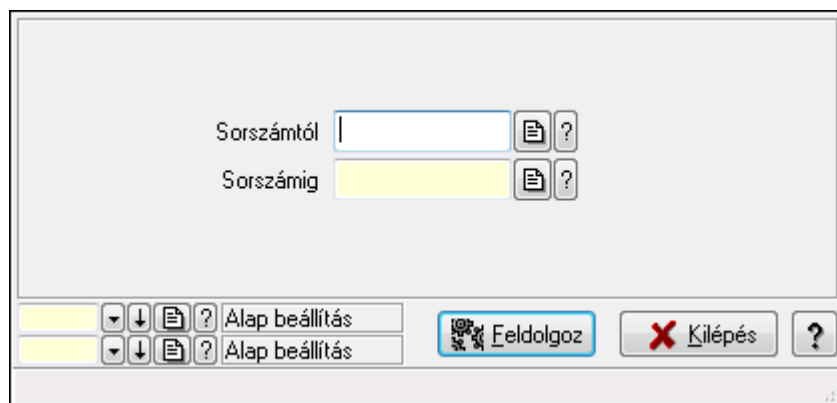 Sorszámtól ?
Sorszámig ?
? Alap beállítás
? Alap beállítás
Feldolgoz Kilépés ?